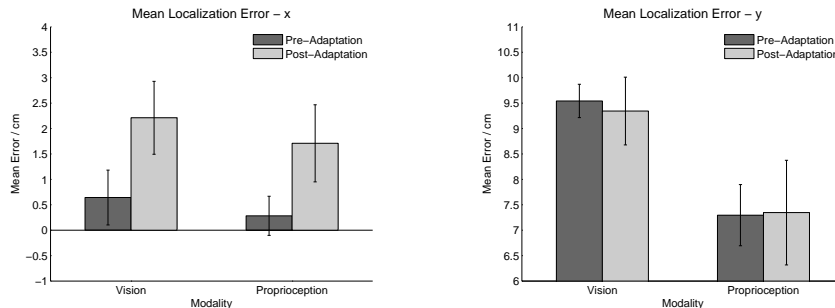 Mean Localization Error – x
4
3.5
3
2.5
2
1.5
1
0.5
0
−0.5
−1
Mean Error / cm
Pre−Adaptation
Post−Adaptation
Vision
Proprioception
Modality
Mean Localization Error – y
11
10.5
10
9.5
9
8.5
8
7.5
7
6.5
6
Mean Error / cm
Pre−Adaptation
Post−Adaptation
Vision
Proprioception
Modality